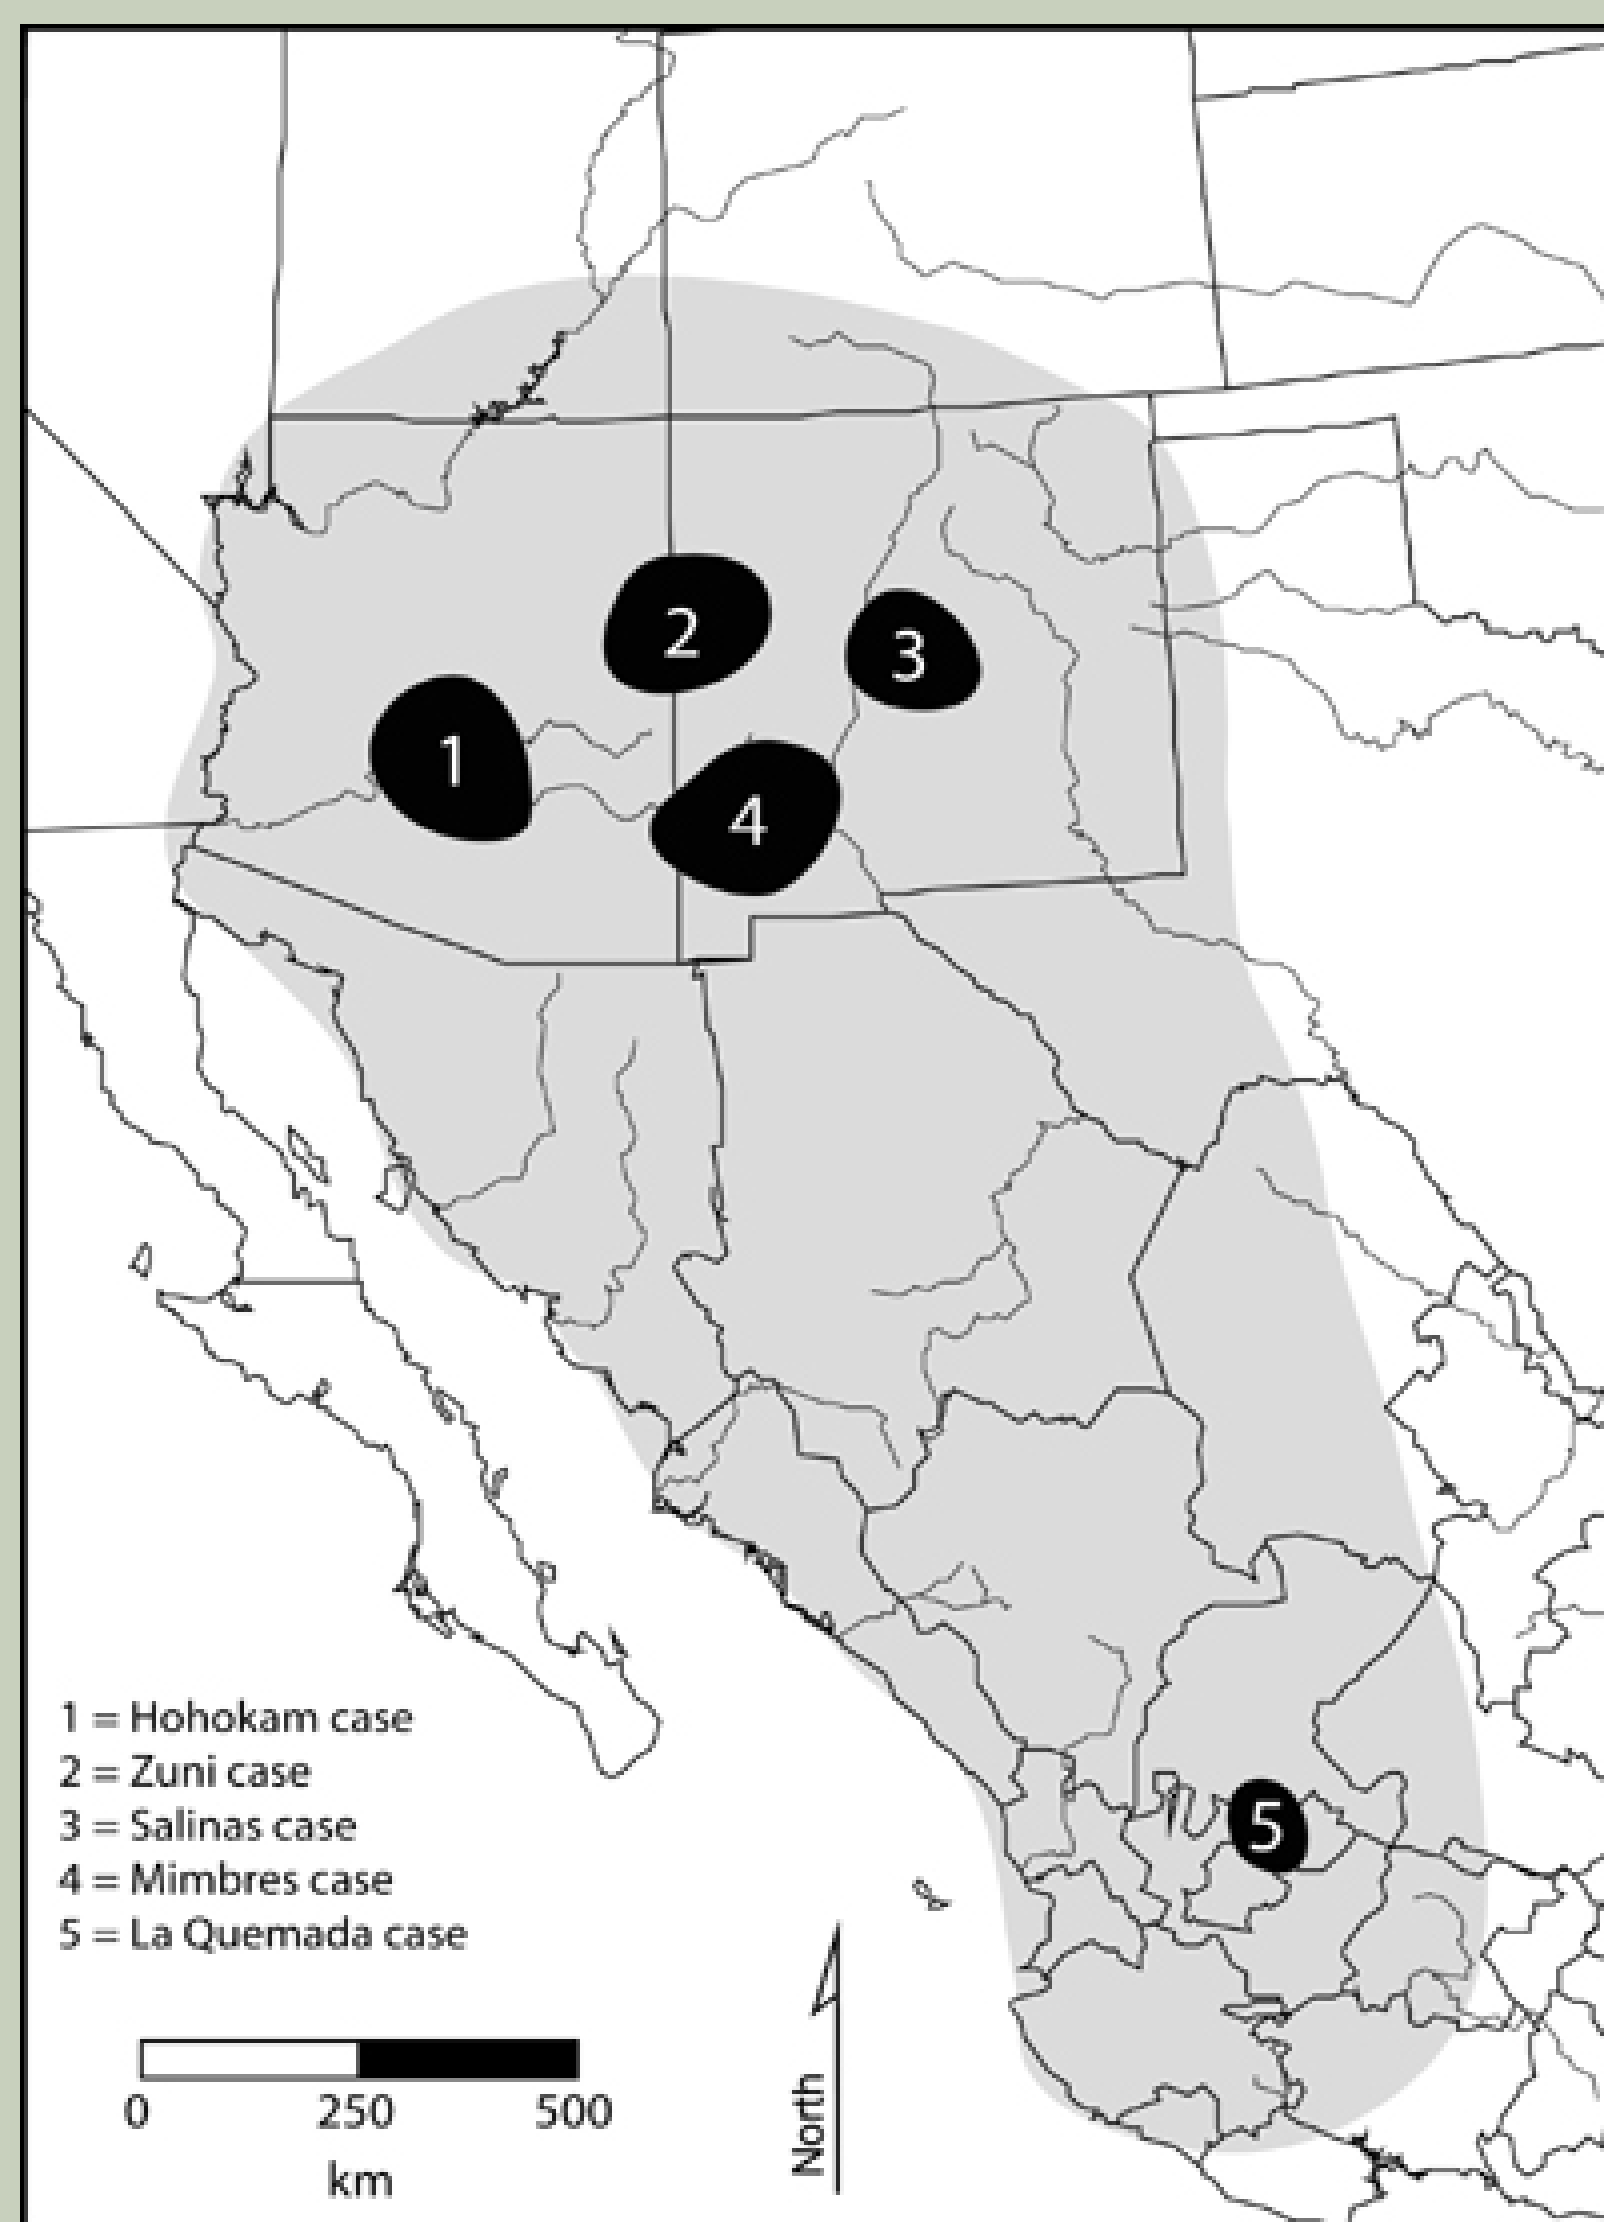 2
3
1
4
5
1 = Hohokam case
2 = Zuni case
3 = Salinas case
4 = Mimbres case
5 = La Quemada case
0 250 500
km
North